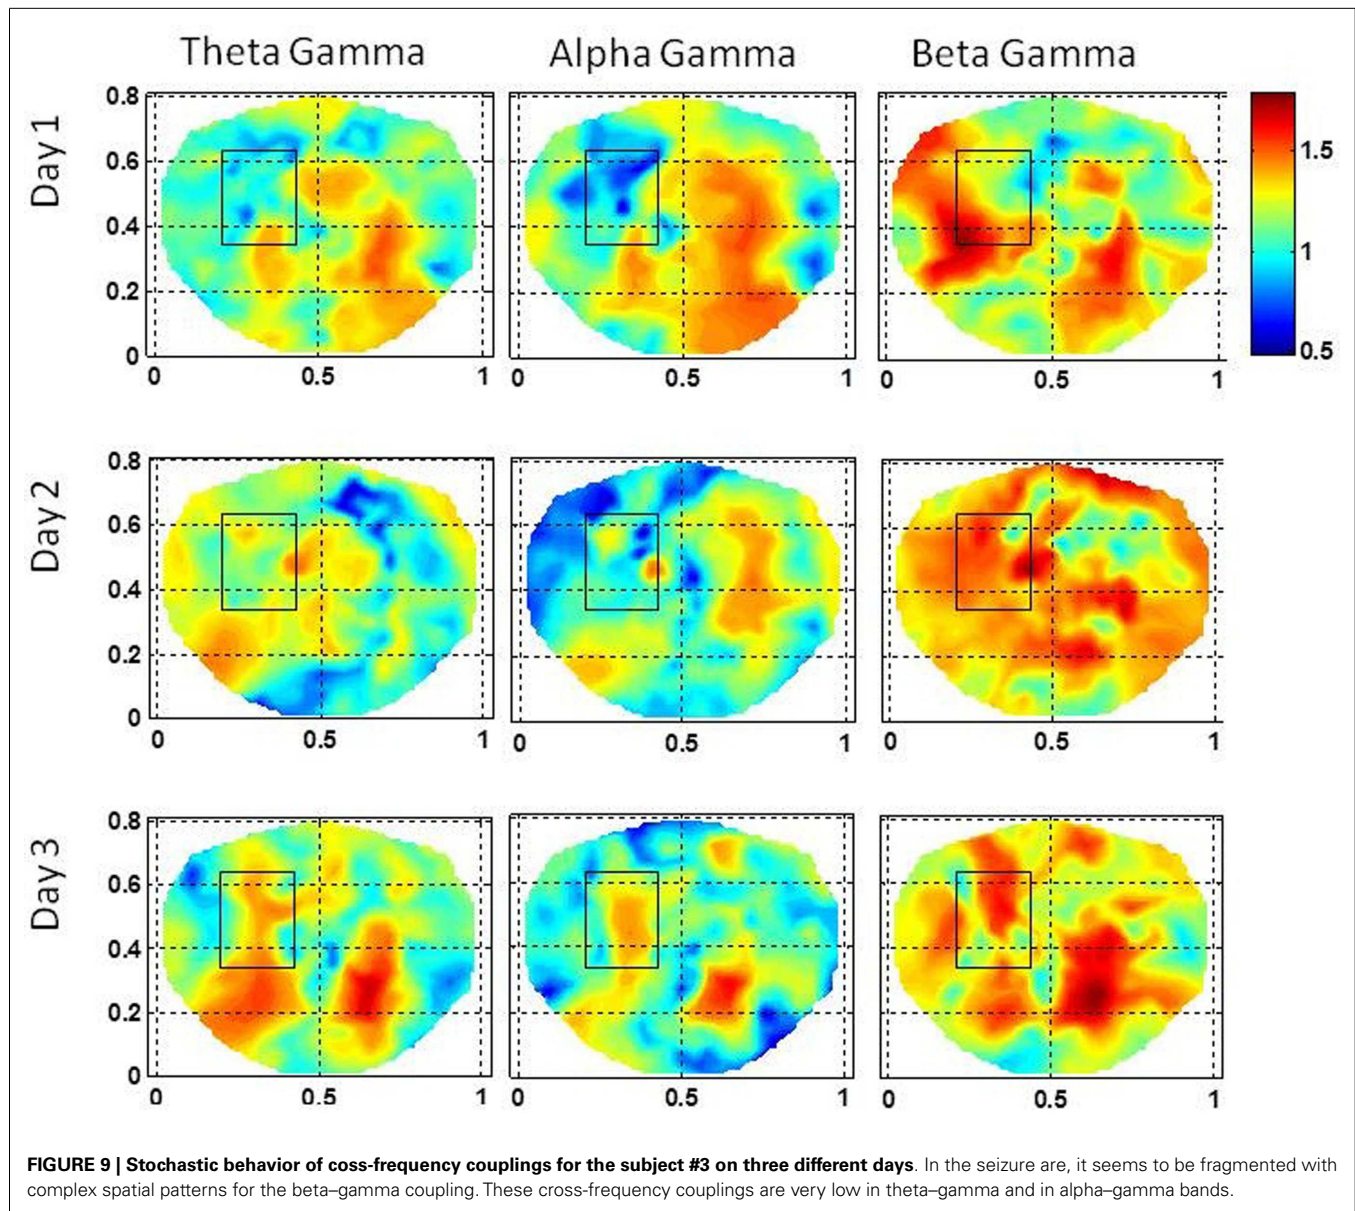 Theta Gamma Alpha Gamma Beta Gamma
Day 1
0.8
0.6
0.4
0.2
0
0 0.5 1
0 0.5 1
0 0.5 1
1.5
1
0.5
Day 2
0.8
0.6
0.4
0.2
0
0 0.5 1
0 0.5 1
0 0.5 1
Day 3
0.8
0.6
0.4
0.2
0
0 0.5 1
0 0.5 1
0 0.5 1
FIGURE 9 | Stochastic behavior of coss-frequency couplings for the subject #3 on three different days. In the seizure are, it seems to be fragmented with
complex spatial patterns for the beta–gamma coupling. These cross-frequency couplings are very low in theta–gamma and in alpha–gamma bands.